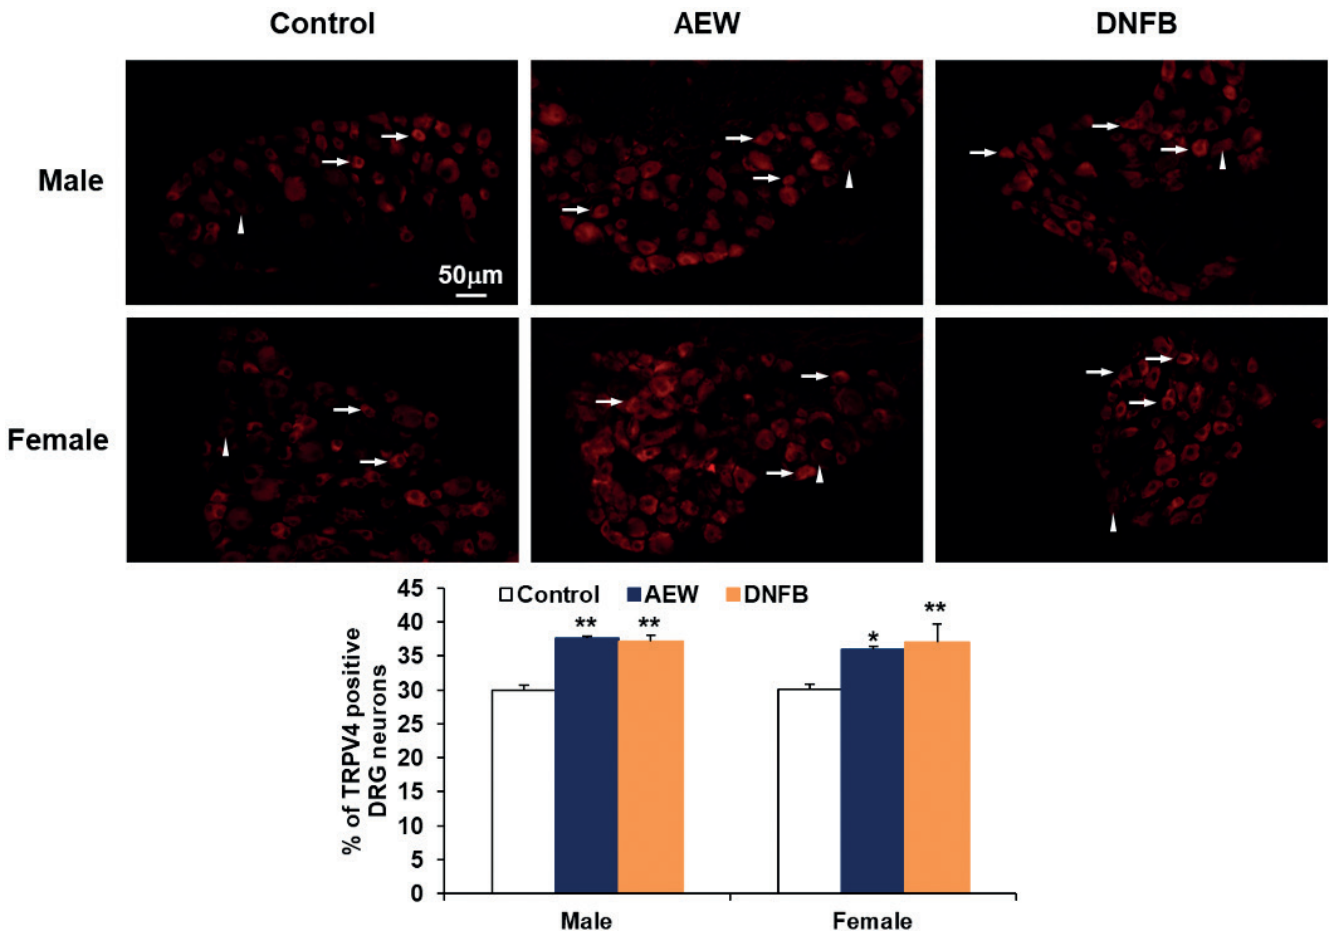 Control AEW DNFB
Male
50μm
Female
45
40
35
30
25
20
15
10
5
0
% of TRPV4 positive
DRG neurons
Control AEW DNFB
** ** * **
Male Female